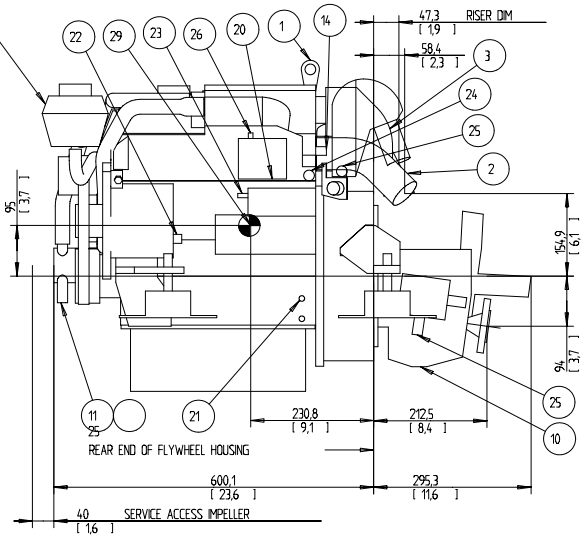 47,3 RISER DIM
[ 1,9 ]
58,4
[ 2,3 ]
22
29
23
26
20
1
14
3
24
25
2
95
[ 3,7 ]
154,9
[ 6,1 ]
94
[ 3,7 ]
11
25
21
230,8
[ 9,1 ]
212,5
[ 8,4 ]
25
10
REAR END OF FLYWHEEL HOUSING
600,1
[ 23,6 ]
295,3
[ 11,6 ]
40 SERVICE ACCESS IMPELLER
[ 1,6 ]